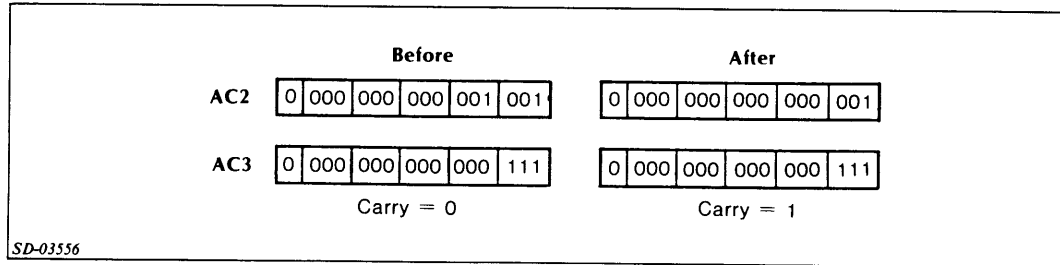 Before After
AC2 0 000 000 000 001 001 0 000 000 000 000 001
AC3 0 000 000 000 000 111 0 000 000 000 000 111
Carry = 0 Carry = 1
SD-03556